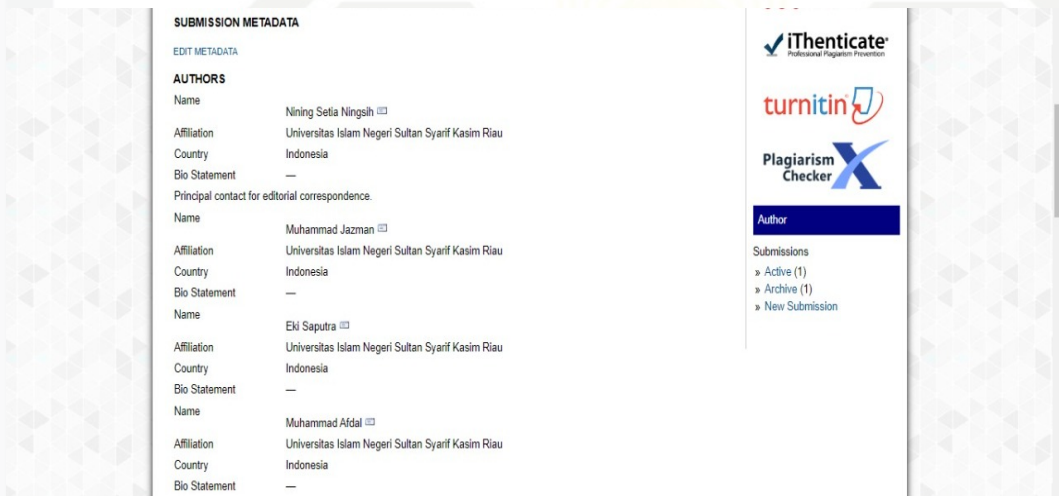 SUBMISSION METADATA
EDIT METADATA
AUTHORS
Name
Nining Setia Ningsih
Affiliation Universitas Islam Negeri Sultan Syarif Kasim Riau
Country Indonesia
Bio Statement —
Principal contact for editorial correspondence.
Name
Muhammad Jazman
Affiliation Universitas Islam Negeri Sultan Syarif Kasim Riau
Country Indonesia
Bio Statement —
Name
Eki Saputra
Affiliation Universitas Islam Negeri Sultan Syarif Kasim Riau
Country Indonesia
Bio Statement —
Name
Muhammad Afdal
Affiliation Universitas Islam Negeri Sultan Syarif Kasim Riau
Country Indonesia
Bio Statement —
iThenticate®
Professional Plagiarism Prevention
turnitin
Plagiarism
Checker X
Author
Submissions
» Active (1)
» Archive (1)
» New Submission